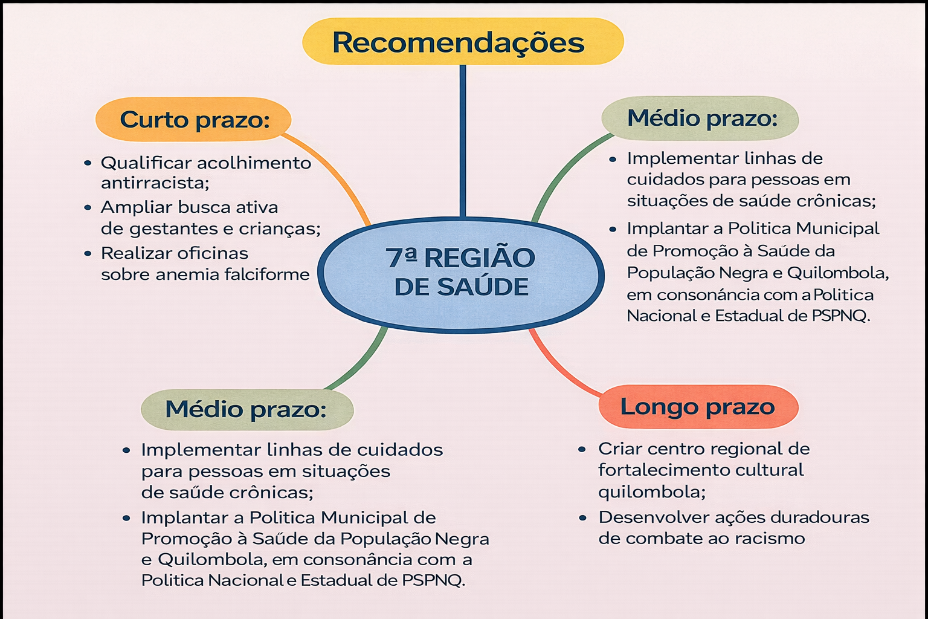 Recomendações
Curto prazo:
• Qualificar acolhimento
antirracista;
• Ampliar busca ativa
de gestantes e crianças;
• Realizar oficinas
sobre anemia falciforme
Médio prazo:
• Implementar linhas de
cuidados para pessoas em
situações de saúde crônicas;
• Implantar a Politica Municipal
de Promoção à Saúde da
População Negra e Quilombola,
em consonáncia com a Politica
Nacional e Estadual de PSPNQ.
7ª REGIÃO
DE SAÚDE
Médio prazo:
• Implementar linhas de cuidados
para pessoas em situações
de saúde crônicas;
• Implantar a Politica Municipal de
Promoção à Saúde da População Negra
e Quilombola, em consonância com a
Politica Nacional e Estadual de PSPNQ.
Longo prazo
• Criar centro regional de
fortalecimento cultural
quilombola;
• Desenvolver ações duradouras
de combate ao racismo